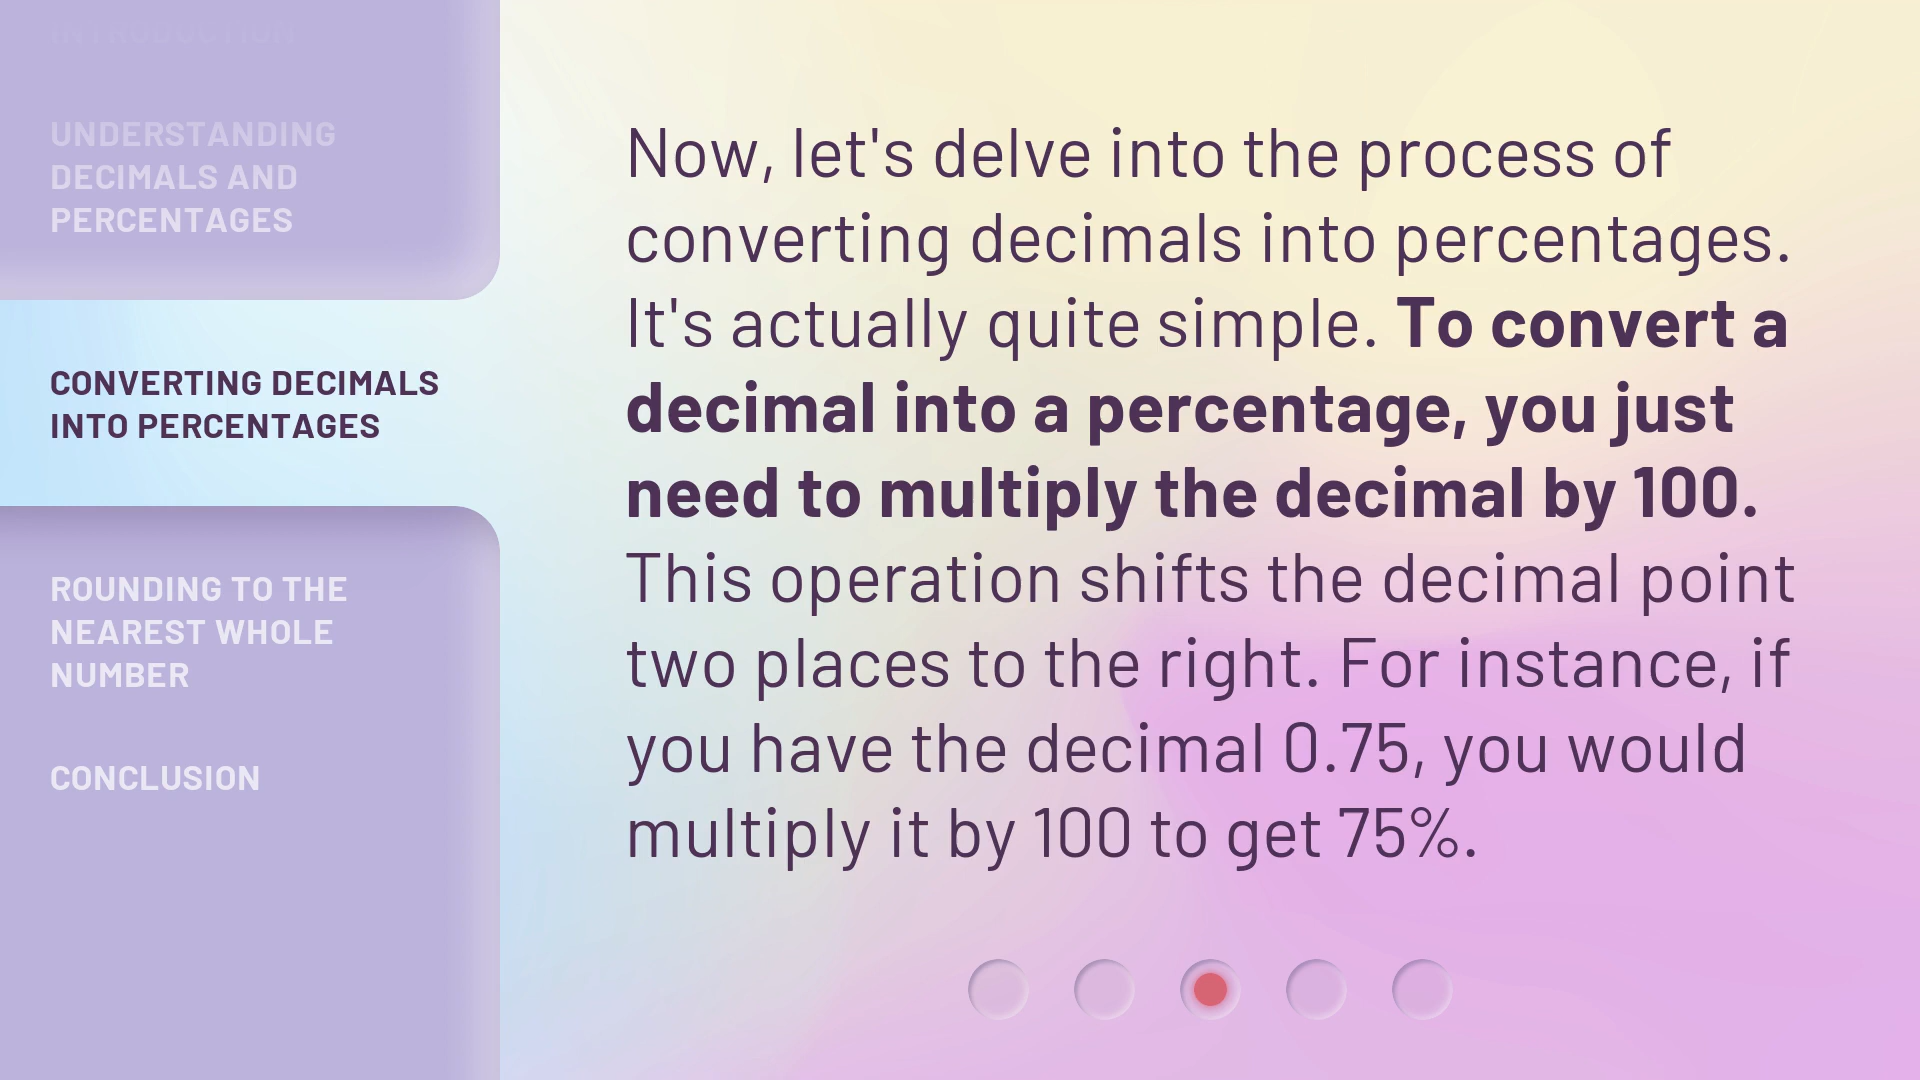 INTRODUCTION
UNDERSTANDING
DECIMALS AND
PERCENTAGES
CONVERTING DECIMALS
INTO PERCENTAGES
ROUNDING TO THE
NEAREST WHOLE
NUMBER
CONCLUSION
Now, let's delve into the process of
converting decimals into percentages.
It's actually quite simple. To convert a
decimal into a percentage, you just
need to multiply the decimal by 100.
This operation shifts the decimal point
two places to the right. For instance, if
you have the decimal 0.75, you would
multiply it by 100 to get 75%.